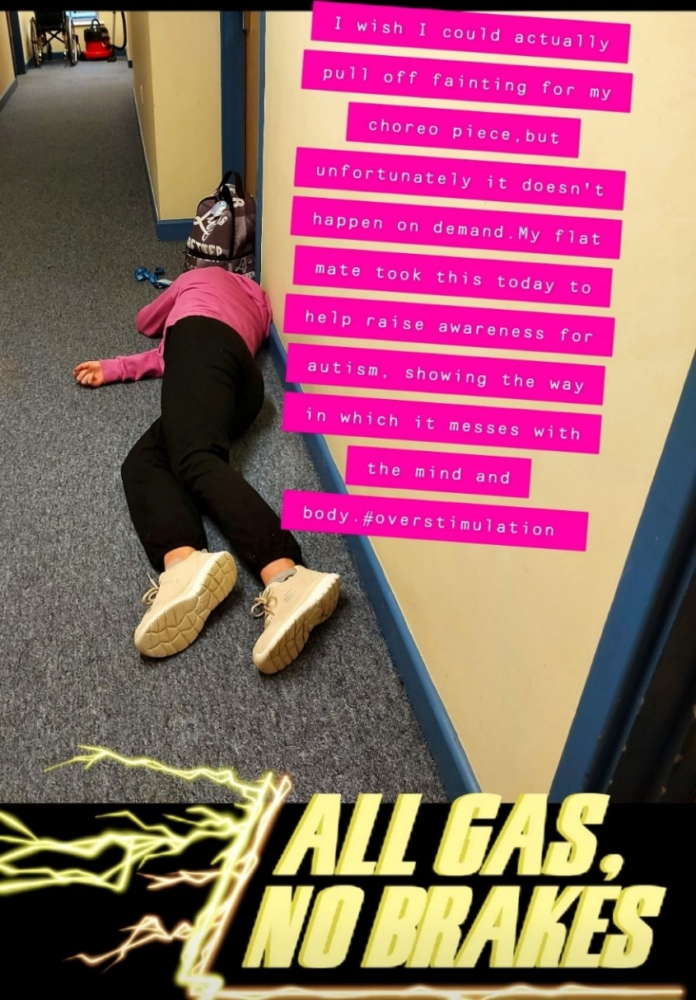 I wish I could actually
pull off fainting for my
choreo piece,but
unfortunately it doesn't
happen on demand.My flat
mate took this today to
help raise awareness for
autism, showing the way
in which it messes with
the mind and
body.#overstimulation
ALL GAS,
NO BRAKES